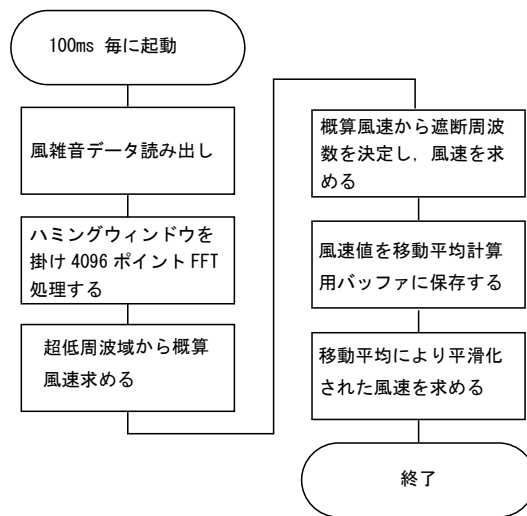 100ms 毎に起動
風雑音データ読み出し
ハミングウィンドウを
掛け 4096 ポイント FFT
処理する
超低周波域から概算
風速求める
概算風速から遮断周波
数を決定し，風速を求
める
風速値を移動平均計算
用バッファに保存する
移動平均により平滑化
された風速を求める
終了